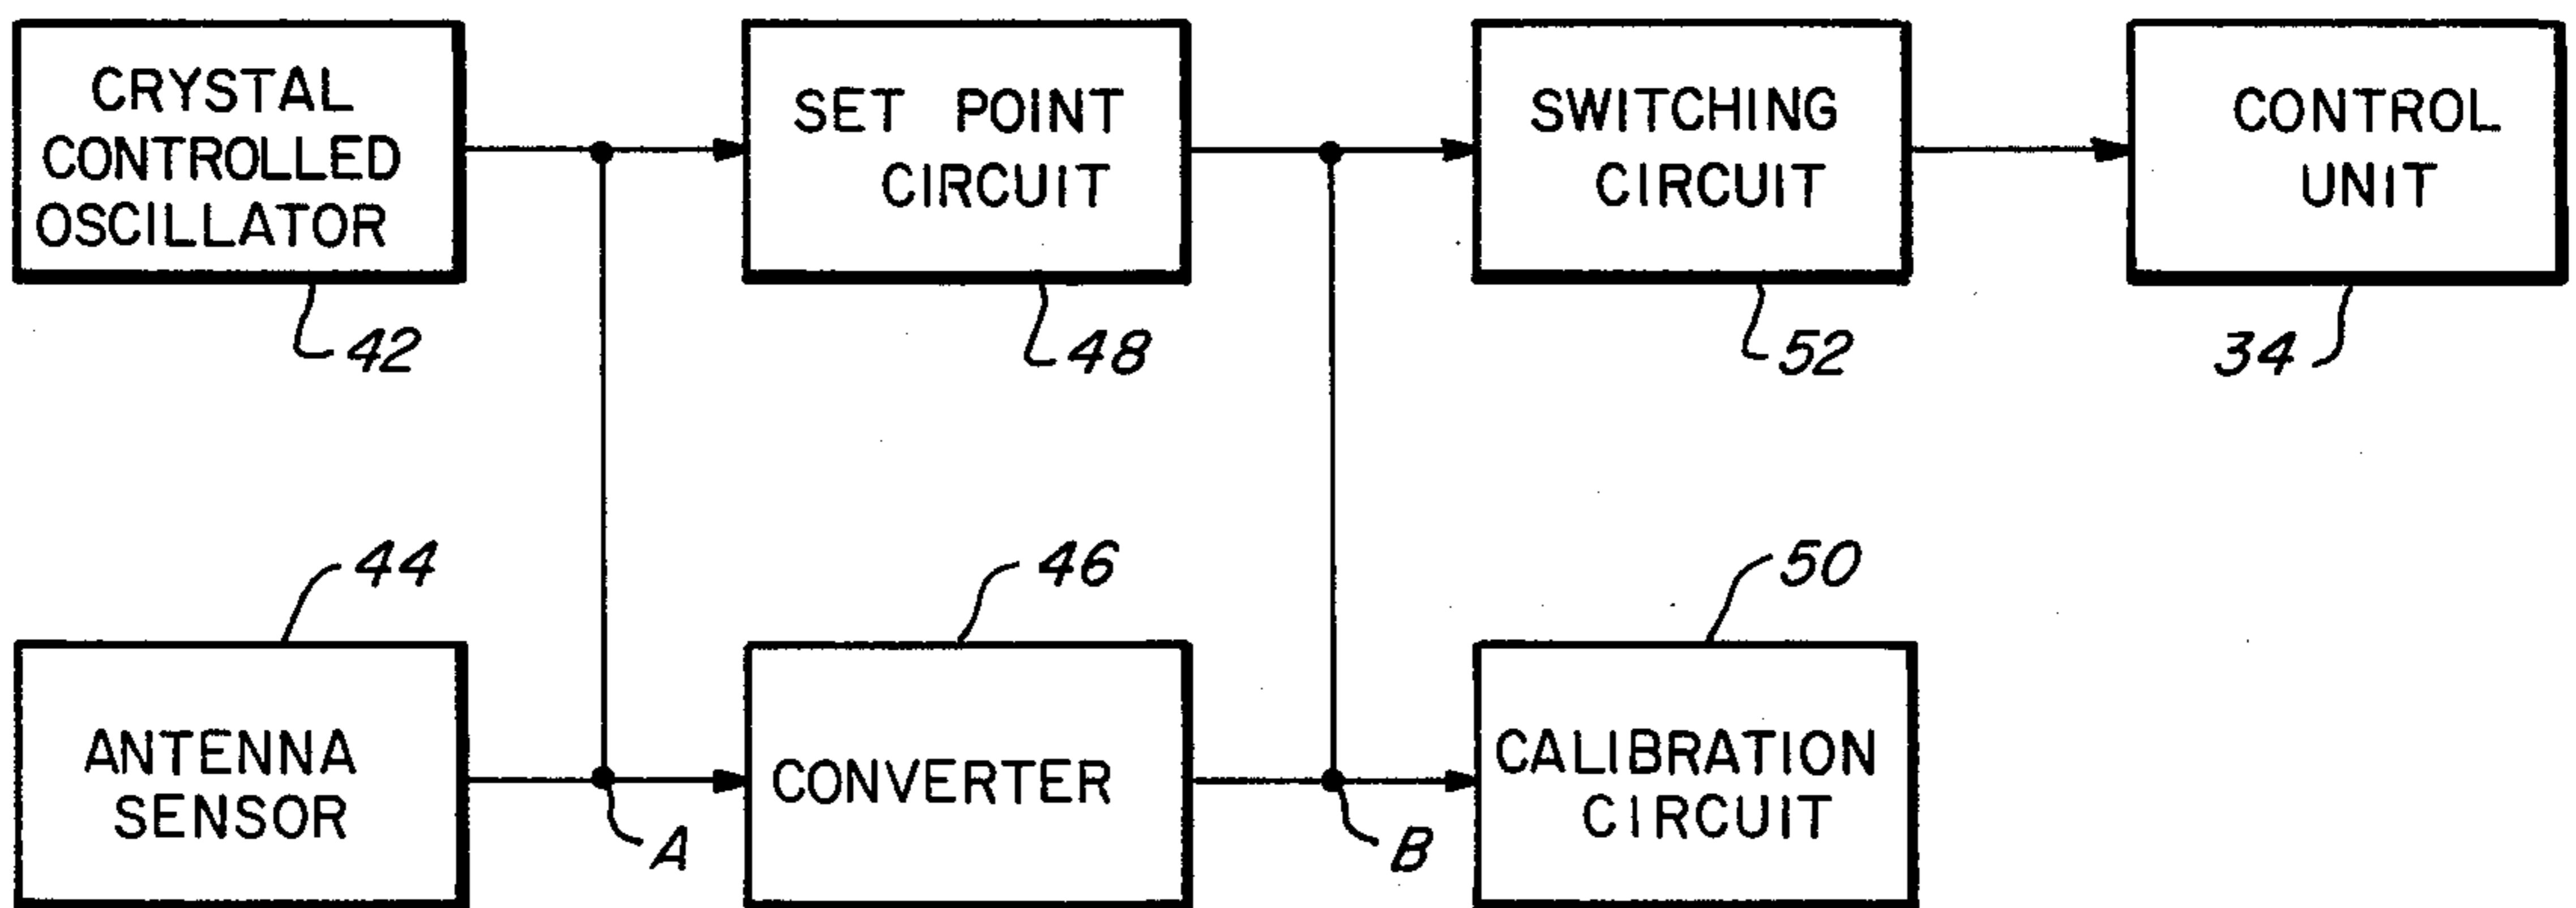 CRYSTAL
CONTROLLED
OSCILLATOR
SET POINT
CIRCUIT
SWITCHING
CIRCUIT
CONTROL
UNIT
42
48
52
34
44
46
50
ANTENNA
SENSOR
CONVERTER
CALIBRATION
CIRCUIT
A
B